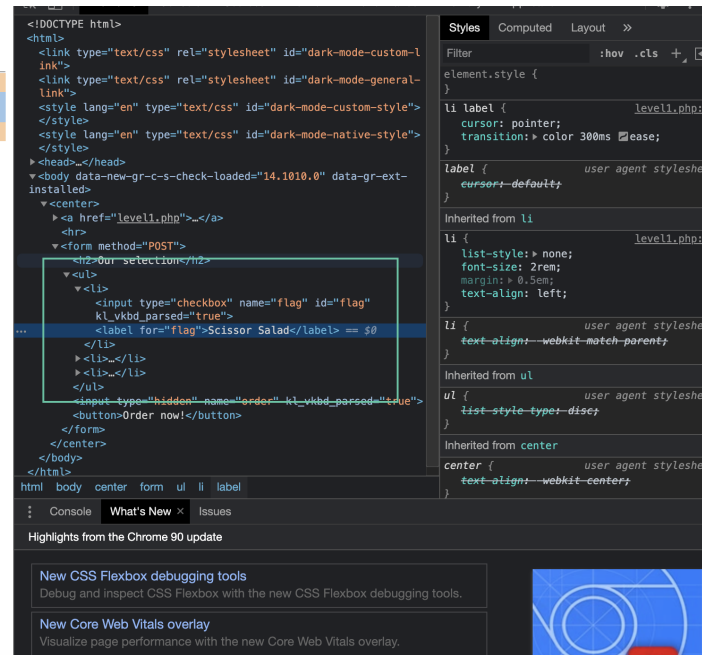 <!DOCTYPE html>
<html>
<link type="text/css" rel="stylesheet" id="dark-mode-custom-l
ink">
<link type="text/css" rel="stylesheet" id="dark-mode-general-
link">
<style lang="en" type="text/css" id="dark-mode-custom-style">
</style>
<style lang="en" type="text/css" id="dark-mode-native-style">
</style>
<head>…</head>
<body data-new-gr-c-s-check-loaded="14.1010.0" data-gr-ext-
installed>
<center>
<a href="level1.php">…</a>
<hr>
<form method="POST">
<h2>Our selection</h2>
<ul>
<li>
<input type="checkbox" name="flag" id="flag"
kl_vkbd_parsed="true">
… <label for="flag">Scissor Salad</label> == $0
</li>
<li>…</li>
<li>…</li>
</ul>
<input type="hidden" name="order" kl_vkbd_parsed="true">
<button>Order now!</button>
</form>
</center>
</body>
</html>
html body center form ul li label
Styles Computed Layout »
Filter :hov .cls +
element.style {
}
li label { level1.php:
cursor: pointer;
transition: color 300ms ease;
}
label { user agent styleshe
cursor: default;
}
Inherited from li
li { level1.php:
list-style: none;
font-size: 2rem;
margin: 0.5em;
text-align: left;
}
li { user agent styleshe
text-align: -webkit-match-parent;
}
Inherited from ul
ul { user agent styleshe
list-style-type: disc;
}
Inherited from center
center { user agent styleshe
text-align: -webkit-center;
}
Console What's New × Issues
Highlights from the Chrome 90 update
New CSS Flexbox debugging tools
Debug and inspect CSS Flexbox with the new CSS Flexbox debugging tools.
New Core Web Vitals overlay
Visualize page performance with the new Core Web Vitals overlay.